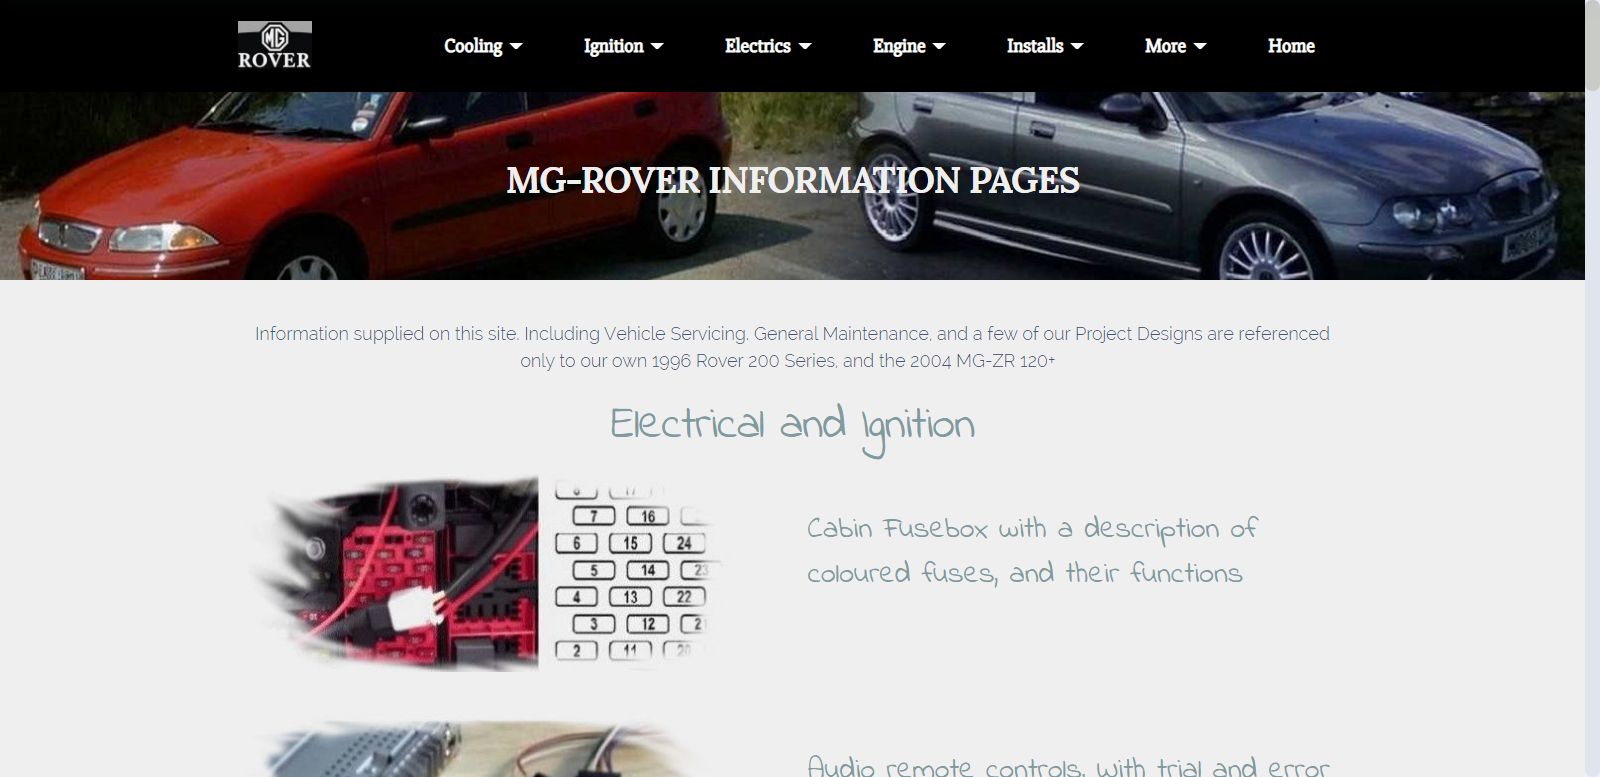 MG
ROVER
Cooling
Ignition
Electrics
Engine
Installs
More
Home
MG-ROVER INFORMATION PAGES
Information supplied on this site. Including Vehicle Servicing. General Maintenance, and a few of our Project Designs are referenced
only to our own 1996 Rover 200 Series, and the 2004 MG-ZR 120+
Electrical and Ignition
7 16
6 15 24
5 14 23
4 13 22
3 12
2 11 20
Cabin Fusebox with a description of
coloured fuses, and their functions
Audio remote controls, with trial and error